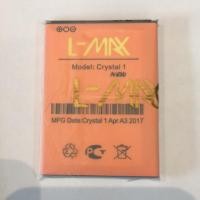 L-MAX
Model: Crystal 1
L-MAX
MFG Date:Crystal 1 Apr.A3 2017